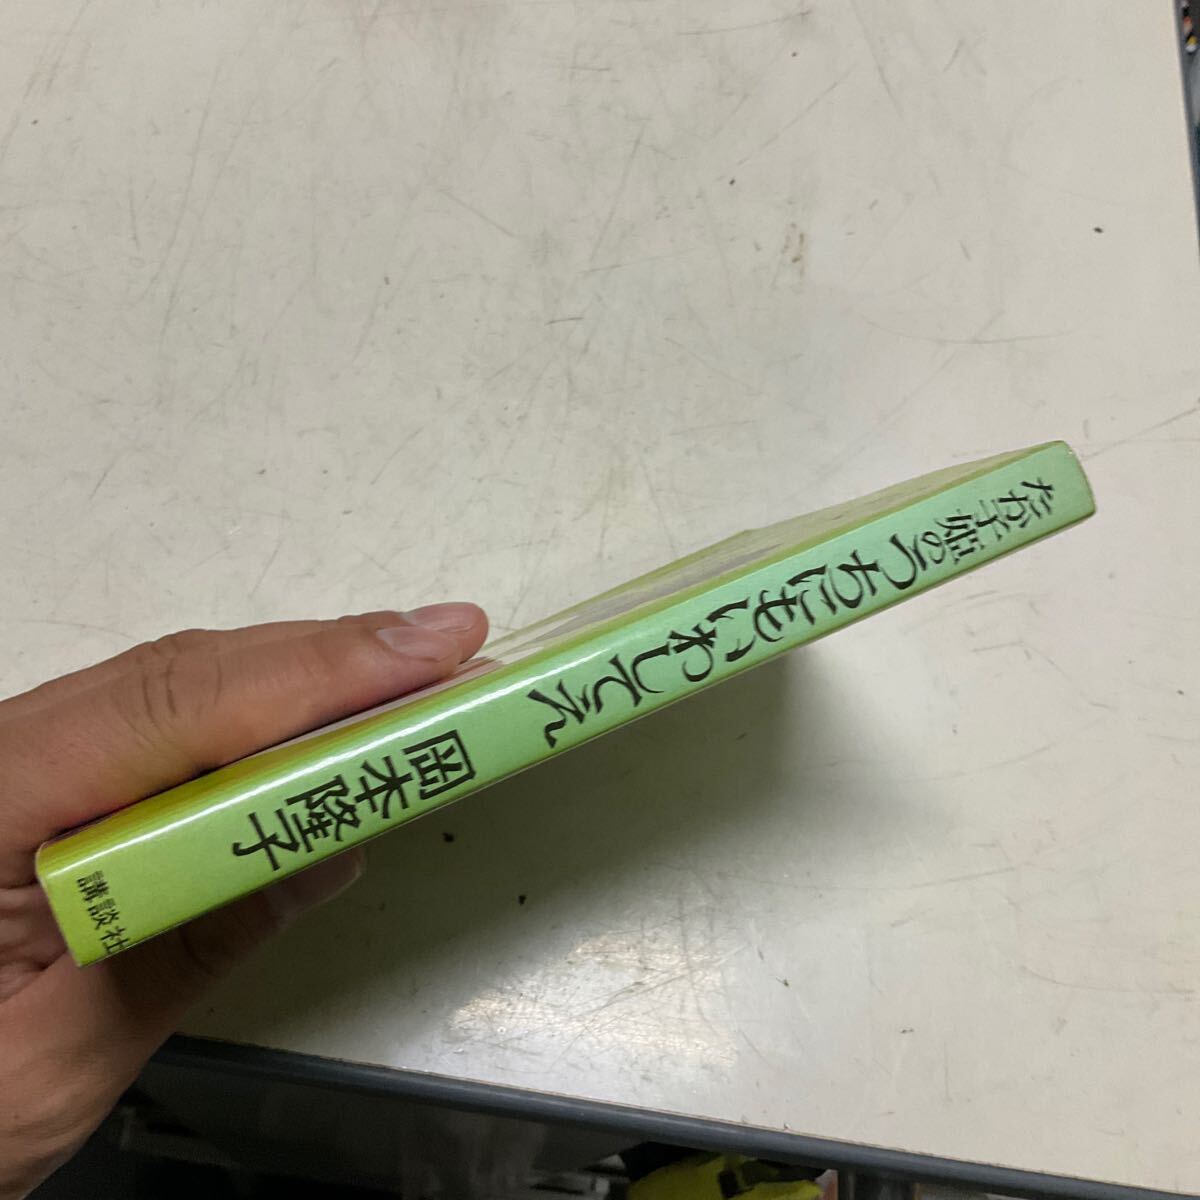 たか子姫のうちにもいわしてえ
岡本隆子
講談社